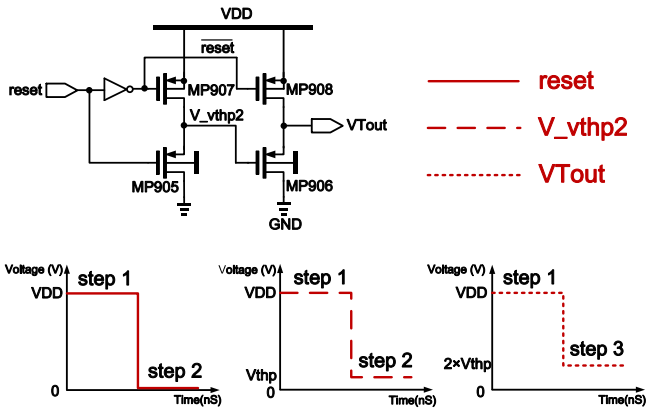 VDD
reset
reset
MP907
MP908
V_vthp2
VTout
MP905
MP906
GND
reset
V_vthp2
VTout
Voltage (V)
step 1
VDD
step 2
0
Time(nS)
Voltage (V)
step 1
VDD
Vthp
step 2
0
Time(nS)
Voltage (V)
step 1
VDD
2×Vthp
step 3
0
Time(nS)